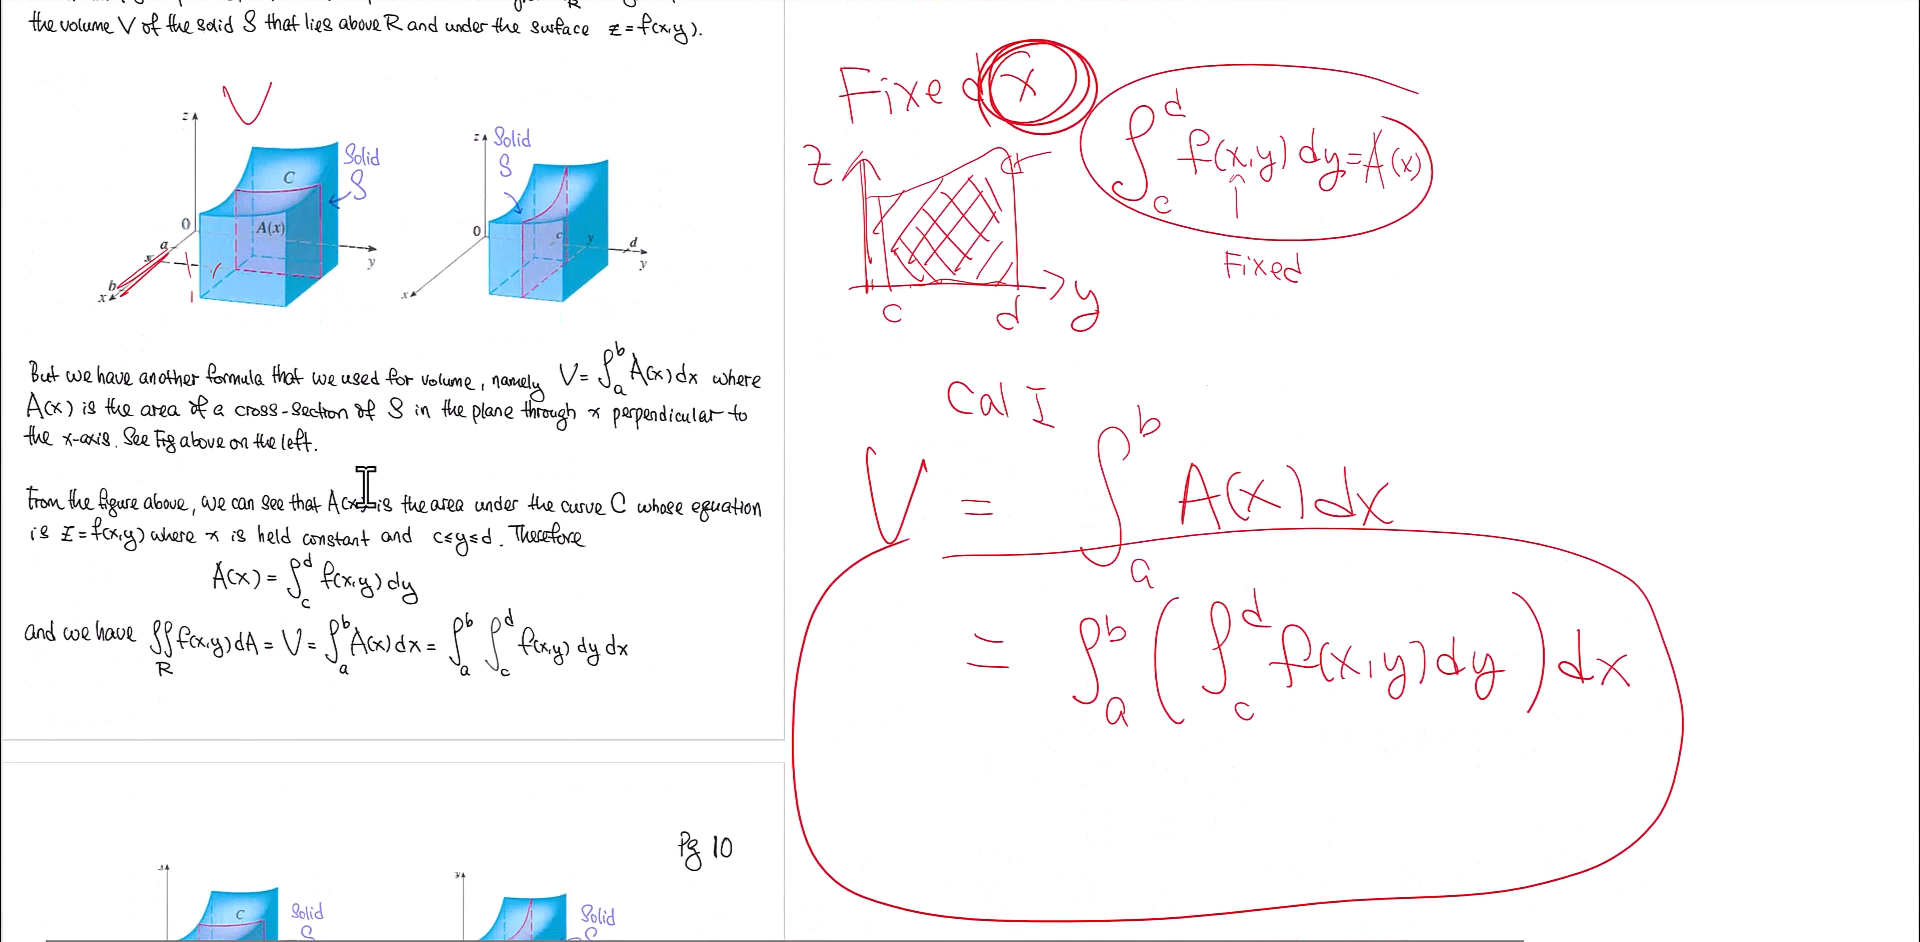 the volume V of the solid S that lies above R and under the surface z = f(x,y).
V
z
Solid
S
C
A(x)
0
a
x
b
x
y
z
Solid
S
0
c
y
d
y
x
But we have another formula that we used for volume, namely V = ∫_a^b A(x) dx where
A(x) is the area of a cross-section of S in the plane through x perpendicular to
the x-axis. See Fig above on the left.
From the figure above, we can see that A(x) is the area under the curve C whose equation
is z = f(x,y) where x is held constant and c≤y≤d. Therefore
A(x) = ∫_c^d f(x,y) dy
and we have ∬_R f(x,y) dA = V = ∫_a^b A(x) dx = ∫_a^b ∫_c^d f(x,y) dy dx
Pg 10
C
Solid
S
Solid
S
Fixed x
∫_c^d f(x,y) dy = A(x)
Fixed
z
y
c
d
Cal I
V = ∫_a^b A(x) dx
= ∫_a^b ( ∫_c^d f(x,y) dy ) dx